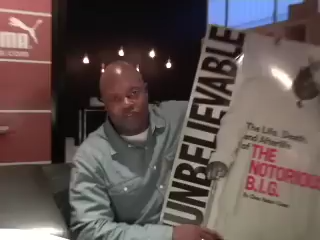 PUMA
UNBELIEVABLE
The Life, Death,
and Afterlife
of THE
NOTORIOUS
B.I.G.